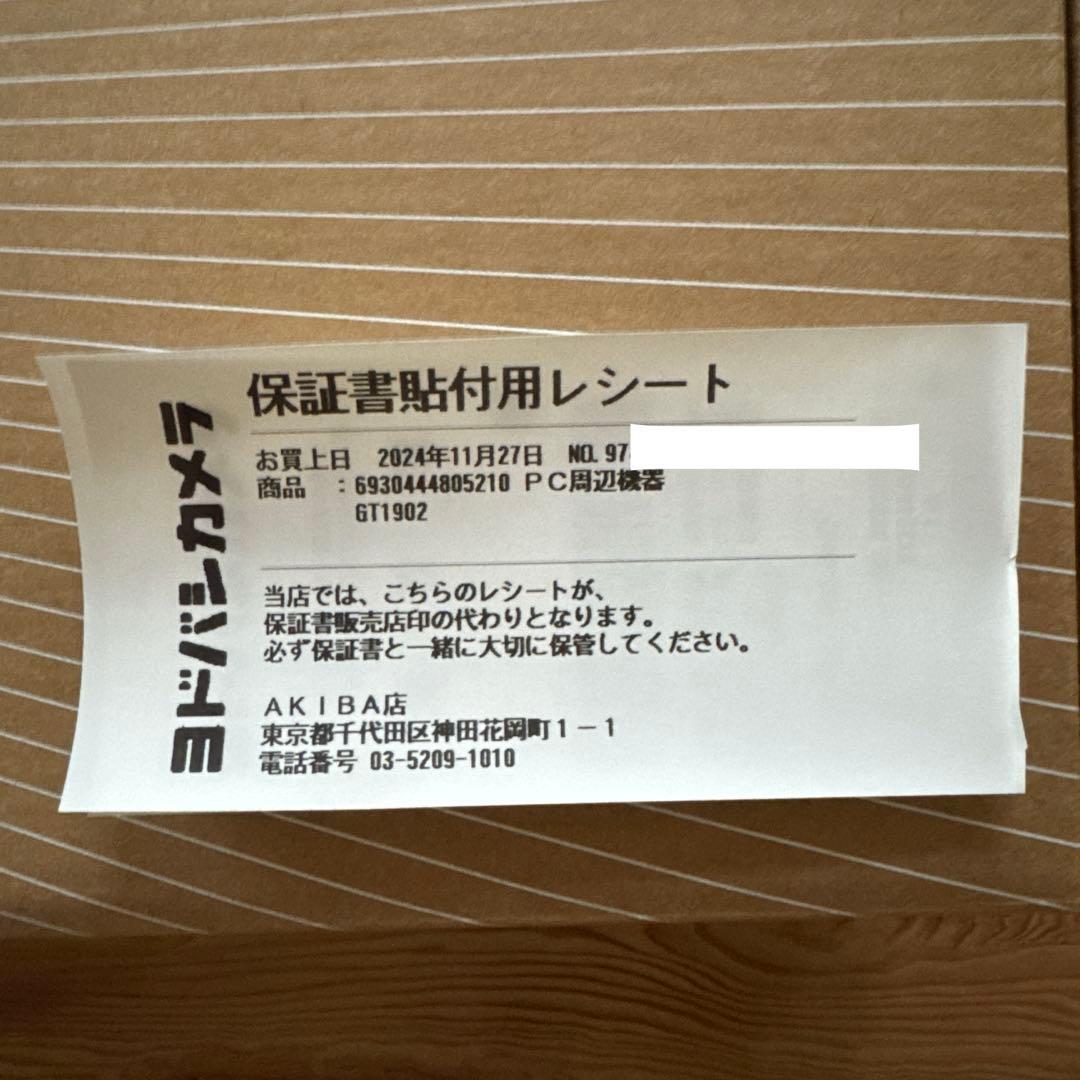 ヨドバシカメラ
保証書貼付用レシート
お買上日 2024年11月27日 NO. 97
商品 :6930444805210 PC周辺機器
GT1902
当店では、こちらのレシートが、
保証書販売店印の代わりとなります。
必ず保証書と一緒に大切に保管してください。
AKIBA店
東京都千代田区神田花岡町1-1
電話番号 03-5209-1010